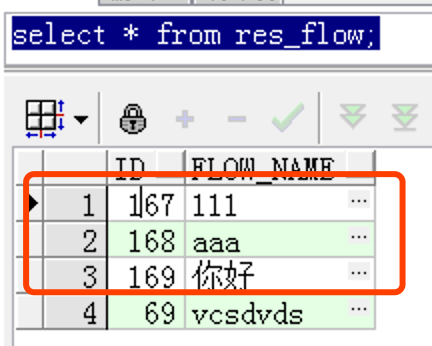 select * from res_flow;
ID FLOW_NAME
1 167 111 ...
2 168 aaa ...
3 169 你好 ...
4 69 vcsdvds ...